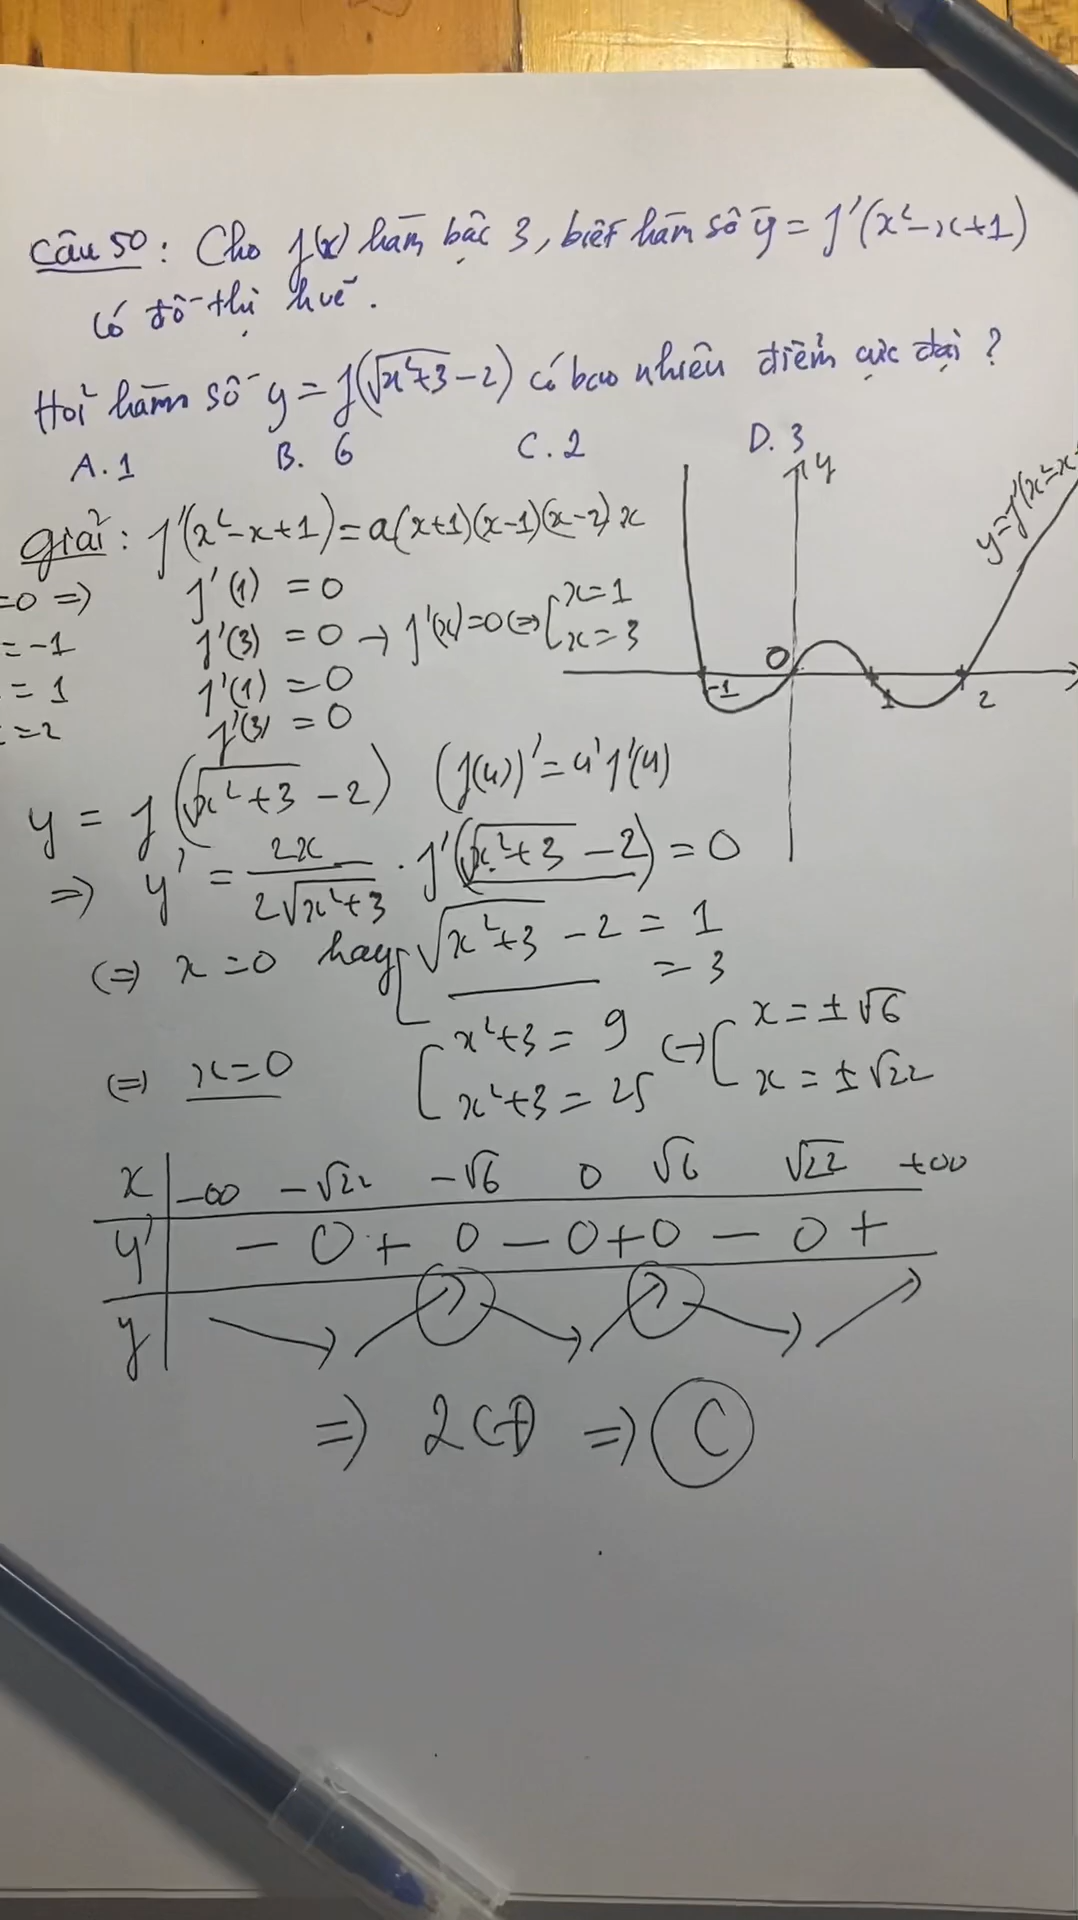 Câu 50: Cho f(x) hàm bậc 3, biết hàm số y = f'(x²-x+1)
có đồ thị hvẽ.
Hỏi hàm số y = f(√(x²+3) - 2) có bao nhiêu điểm cực đại?
A. 1 B. 6 C. 2 D. 3
y
y = f'(x²-x+
giải: f'(x²-x+1) = a(x+1)(x-1)(x-2)x
=0 => f'(1) = 0
= -1 f'(3) = 0 → f'(x)=0 (=> [ x=1
x=3
= 1 f'(1) = 0
=2 f'(3) = 0
0 -1 1 2
y = f(√(x²+3) - 2) (f(u))' = u'f'(u)
=> y' = 2x/(2√(x²+3)) . f'(√(x²+3) - 2) = 0
(=) x=0 hay [ √(x²+3) - 2 = 1
= 3
(=) x=0 [ x²+3 = 9 (→ [ x = ±√6
x²+3 = 25 x = ±√22
x -∞ -√22 -√6 0 √6 √22 +∞
y' - 0 + 0 - 0 + 0 - 0 +
y
=> 2 CĐ => C